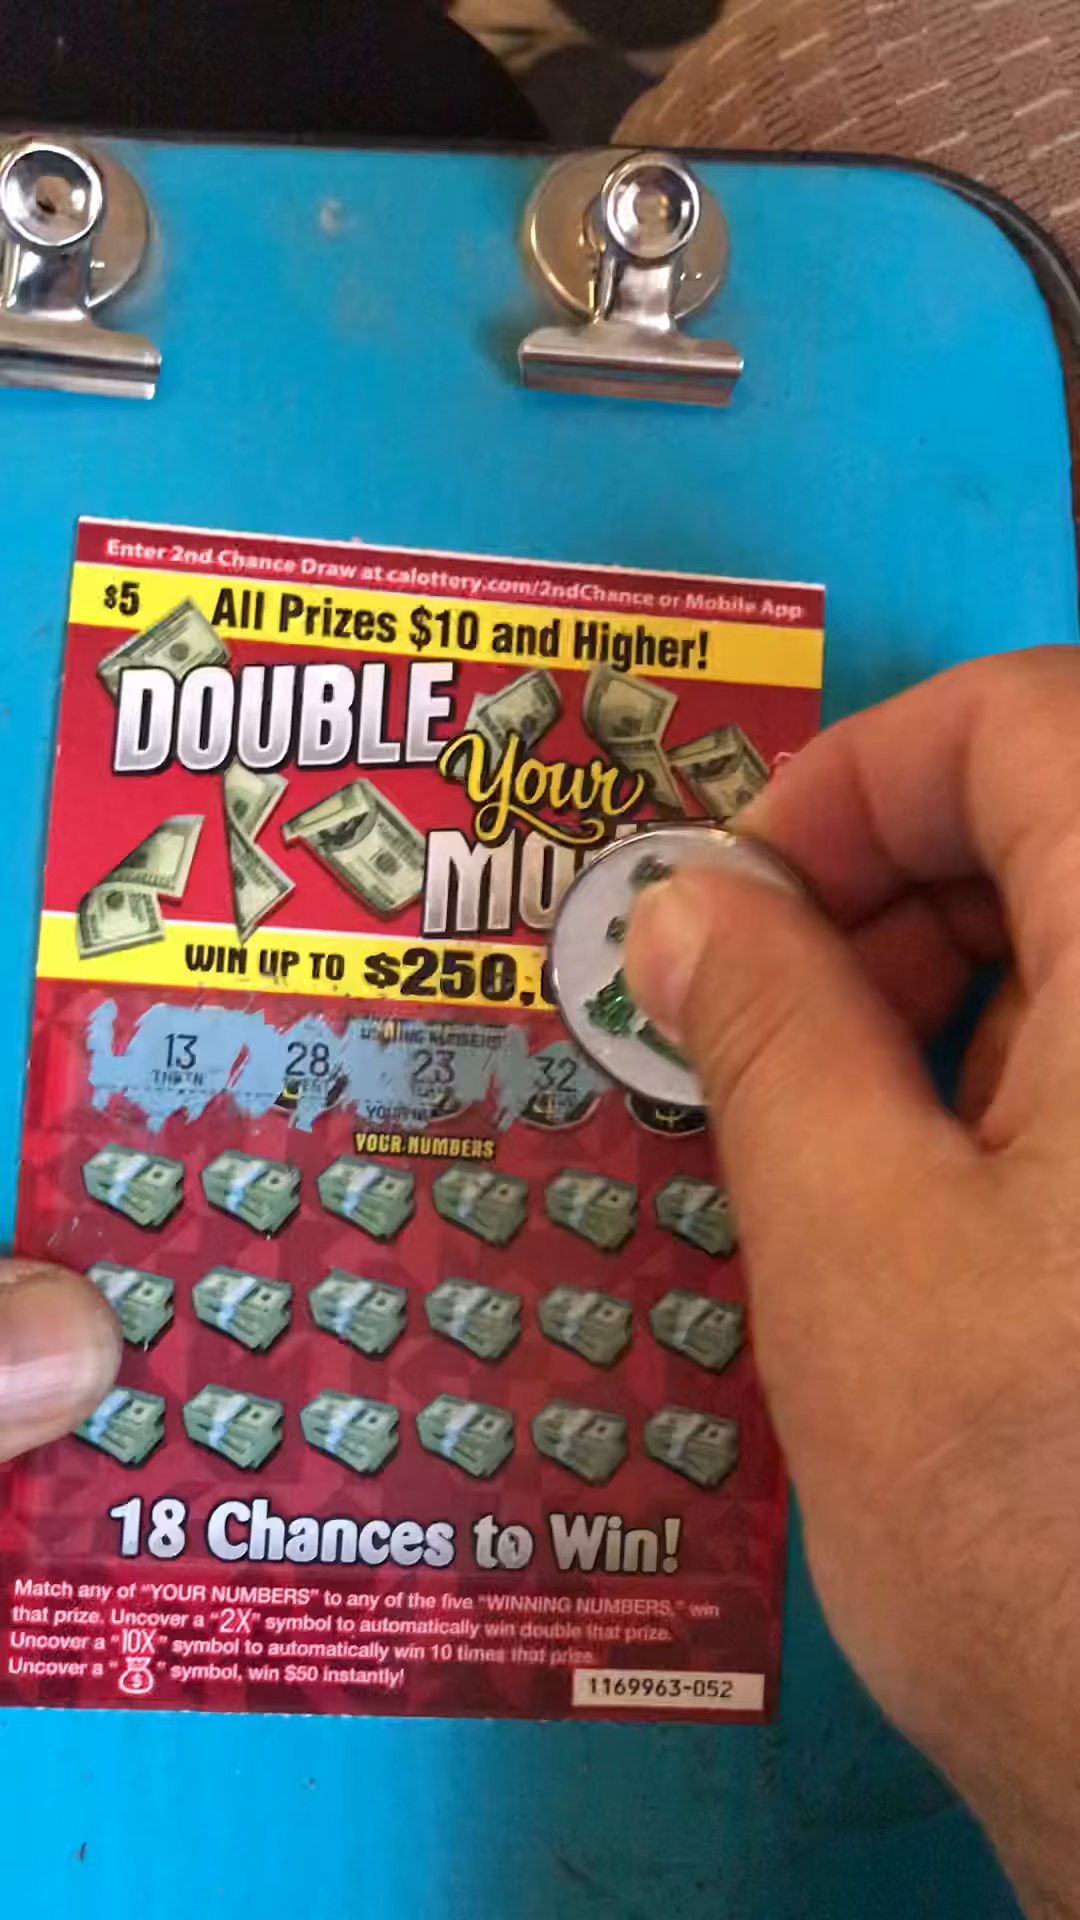 Enter 2nd Chance Draw at calottery.com/2ndChance or Mobile App
$5 All Prizes $10 and Higher!
DOUBLE
Your
MO
WIN UP TO $250,
WINNING NUMBERS
13 28 23 32
YOUR NUMBERS
18 Chances to Win!
Match any of "YOUR NUMBERS" to any of the five "WINNING NUMBERS," win
that prize. Uncover a "2X" symbol to automatically win double that prize.
Uncover a "10X" symbol to automatically win 10 times that prize.
Uncover a " $ " symbol, win $50 instantly!
1169963-052